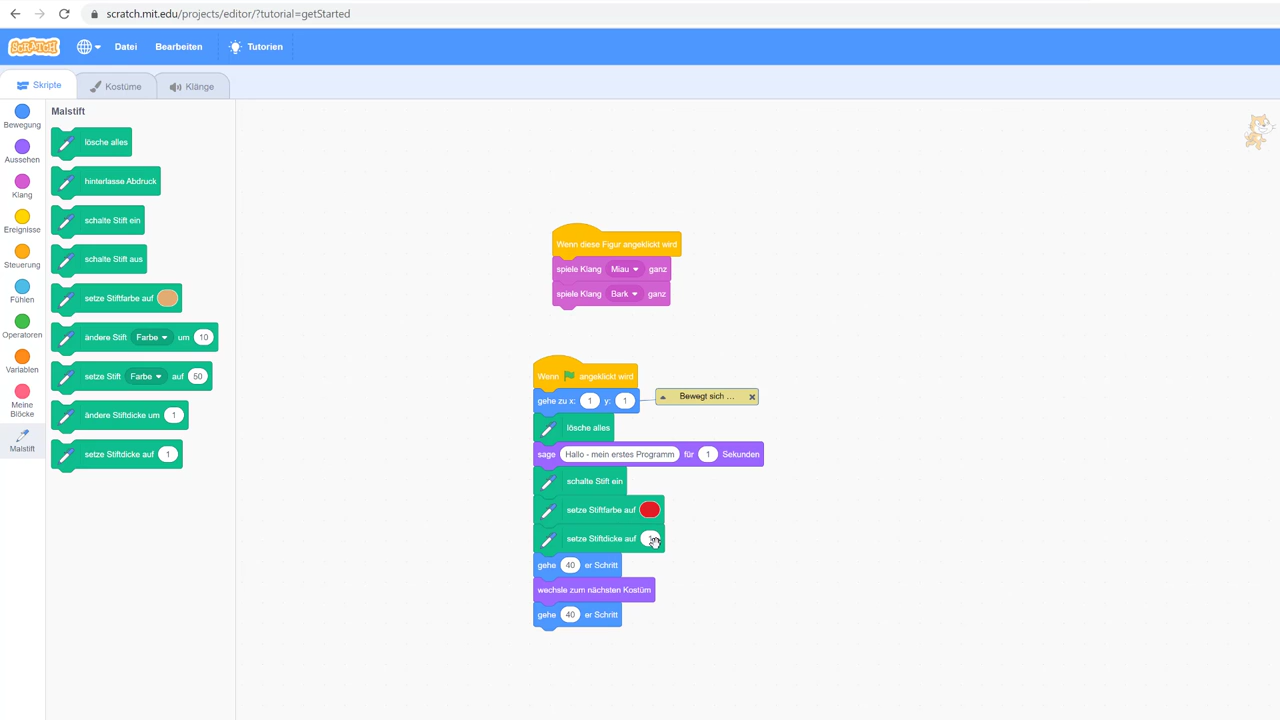 scratch.mit.edu/projects/editor/?tutorial=getStarted
SCRATCH Datei Bearbeiten Tutorien
Skripte Kostüme Klänge
Bewegung
Aussehen
Klang
Ereignisse
Steuerung
Fühlen
Operatoren
Variablen
Meine
Blöcke
Malstift
Malstift
lösche alles
hinterlasse Abdruck
schalte Stift ein
schalte Stift aus
setze Stiftfarbe auf
ändere Stift Farbe um 10
setze Stift Farbe auf 50
ändere Stiftdicke um 1
setze Stiftdicke auf 1
Wenn diese Figur angeklickt wird
spiele Klang Miau ganz
spiele Klang Bark ganz
Wenn angeklickt wird
gehe zu x: 1 y: 1
Bewegt sich ...
lösche alles
sage Hallo - mein erstes Programm für 1 Sekunden
schalte Stift ein
setze Stiftfarbe auf
setze Stiftdicke auf
gehe 40 er Schritt
wechsle zum nächsten Kostüm
gehe 40 er Schritt